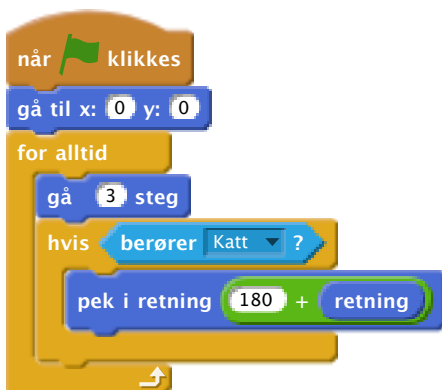 når klikkes
gå til x: 0 y: 0
for alltid
gå 3 steg
hvis berører Katt ?
pek i retning 180 + retning